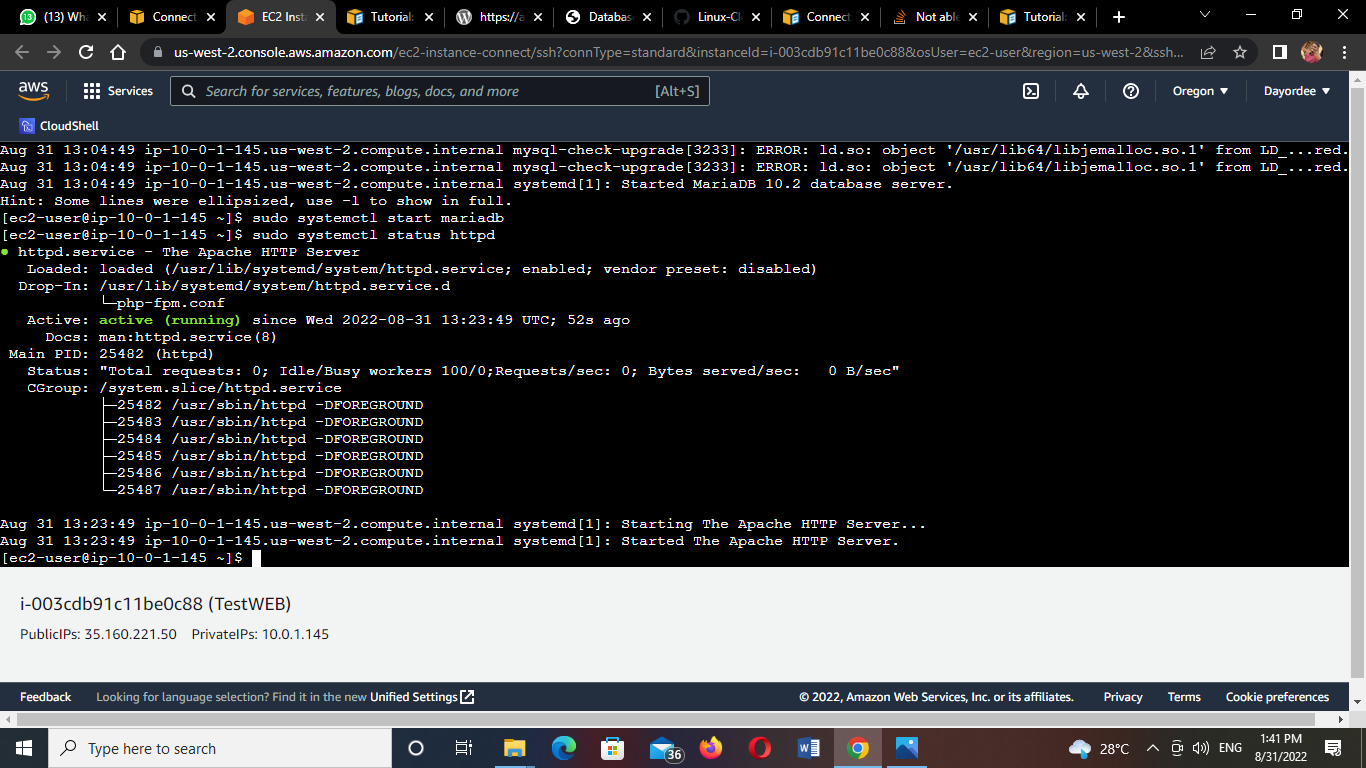 (13) Wha
Connect
EC2 Inst
Tutorial:
https://a
Databas
Linux-Cl
Connect
Not able
Tutorial:
us-west-2.console.aws.amazon.com/ec2-instance-connect/ssh?connType=standard&instanceId=i-003cdb91c11be0c88&osUser=ec2-user&region=us-west-2&ssh...
aws
Services
Search for services, features, blogs, docs, and more
[Alt+S]
Oregon
Dayordee
CloudShell
Aug 31 13:04:49 ip-10-0-1-145.us-west-2.compute.internal mysql-check-upgrade[3233]: ERROR: ld.so: object '/usr/lib64/libjemalloc.so.1' from LD_...red.
Aug 31 13:04:49 ip-10-0-1-145.us-west-2.compute.internal mysql-check-upgrade[3233]: ERROR: ld.so: object '/usr/lib64/libjemalloc.so.1' from LD_...red.
Aug 31 13:04:49 ip-10-0-1-145.us-west-2.compute.internal systemd[1]: Started MariaDB 10.2 database server.
Hint: Some lines were ellipsized, use -l to show in full.
[ec2-user@ip-10-0-1-145 ~]$ sudo systemctl start mariadb
[ec2-user@ip-10-0-1-145 ~]$ sudo systemctl status httpd
● httpd.service - The Apache HTTP Server
Loaded: loaded (/usr/lib/systemd/system/httpd.service; enabled; vendor preset: disabled)
Drop-In: /usr/lib/systemd/system/httpd.service.d
└─php-fpm.conf
Active: active (running) since Wed 2022-08-31 13:23:49 UTC; 52s ago
Docs: man:httpd.service(8)
Main PID: 25482 (httpd)
Status: "Total requests: 0; Idle/Busy workers 100/0;Requests/sec: 0; Bytes served/sec:   0 B/sec"
CGroup: /system.slice/httpd.service
├─25482 /usr/sbin/httpd -DFOREGROUND
├─25483 /usr/sbin/httpd -DFOREGROUND
├─25484 /usr/sbin/httpd -DFOREGROUND
├─25485 /usr/sbin/httpd -DFOREGROUND
├─25486 /usr/sbin/httpd -DFOREGROUND
└─25487 /usr/sbin/httpd -DFOREGROUND
Aug 31 13:23:49 ip-10-0-1-145.us-west-2.compute.internal systemd[1]: Starting The Apache HTTP Server...
Aug 31 13:23:49 ip-10-0-1-145.us-west-2.compute.internal systemd[1]: Started The Apache HTTP Server.
[ec2-user@ip-10-0-1-145 ~]$
i-003cdb91c11be0c88 (TestWEB)
PublicIPs: 35.160.221.50 PrivateIPs: 10.0.1.145
Feedback
Looking for language selection? Find it in the new Unified Settings
© 2022, Amazon Web Services, Inc. or its affiliates.
Privacy
Terms
Cookie preferences
Type here to search
36
28°C
ENG
1:41 PM
8/31/2022